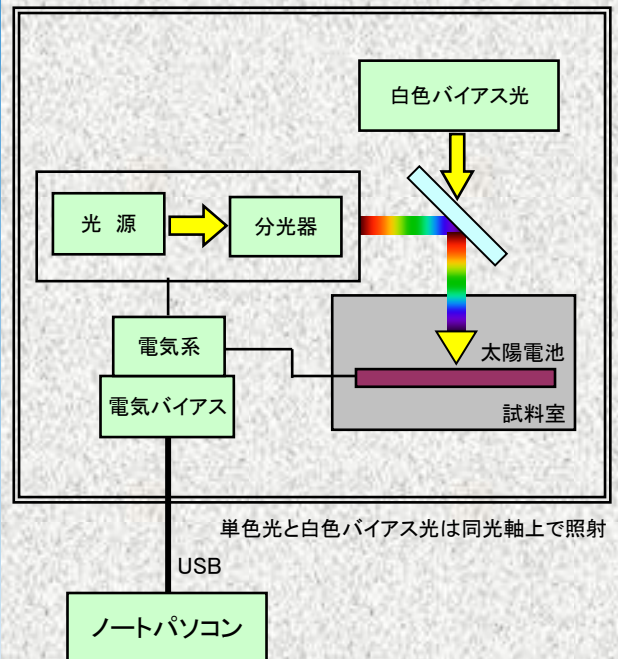 白色バイアス光
光 源
分光器
電気系
電気バイアス
太陽電池
試料室
単色光と白色バイアス光は同光軸上で照射
USB
ノートパソコン